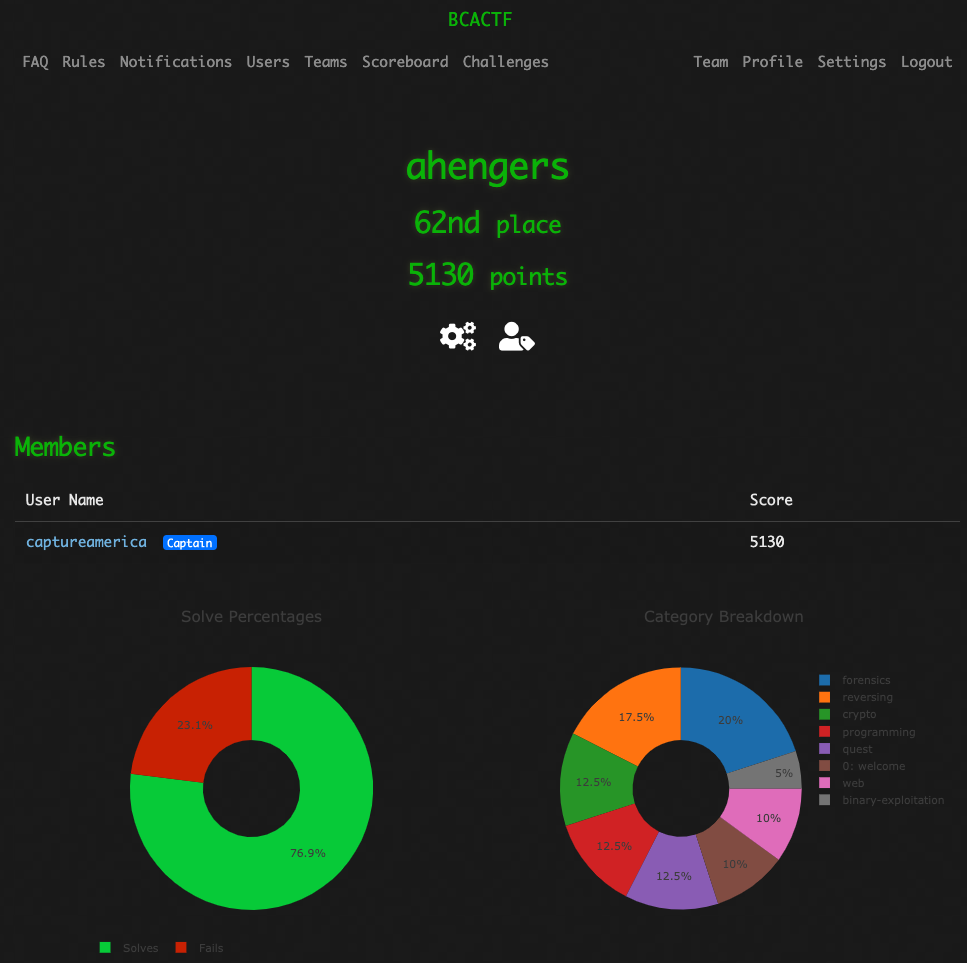 BCACTF
FAQ Rules Notifications Users Teams Scoreboard Challenges Team Profile Settings Logout
ahengers
62nd place
5130 points
Members
User Name Score
captureamerica Captain 5130
Solve Percentages
23.1%
76.9%
Solves Fails
Category Breakdown
17.5%
20%
5%
12.5%
10%
12.5%
10%
12.5%
forensics
reversing
crypto
programming
quest
0: welcome
web
binary-exploitation